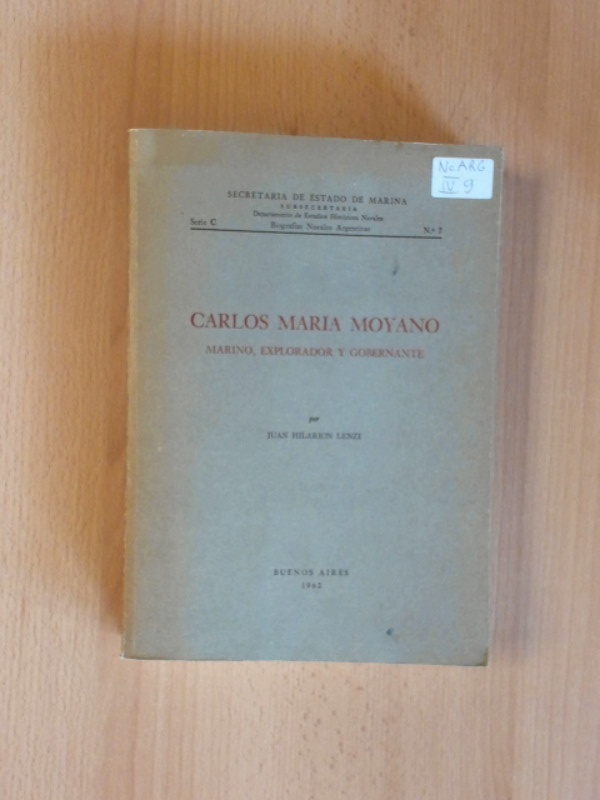 NcARG
IV 9
SECRETARIA DE ESTADO DE MARINA
SUBSECRETARIA
Departamento de Estudios Históricos Navales
Serie C Biografías Navales Argentinas N.º 7
CARLOS MARIA MOYANO
MARINO, EXPLORADOR Y GOBERNANTE
por
JUAN HILARION LENZI
BUENOS AIRES
1962